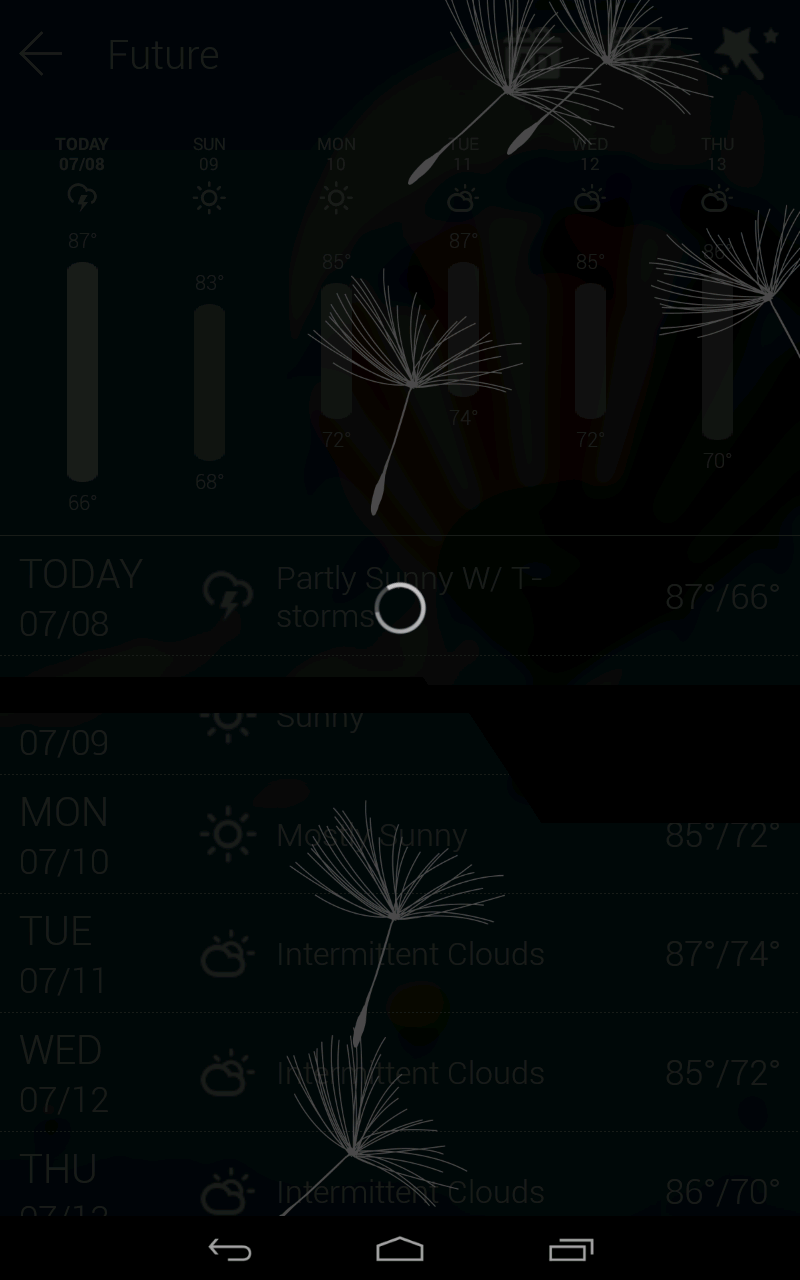 Future
TODAY SUN MON TUE WED THU
07/08 09 10 11 12 13
87° 83° 85° 87° 85° 86°
66° 68° 72° 74° 72° 70°
TODAY
07/08
Partly Sunny W/ T-
storms
87°/66°
07/09
Sunny
MON
07/10
Mostly Sunny
85°/72°
TUE
07/11
Intermittent Clouds
87°/74°
WED
07/12
Intermittent Clouds
85°/72°
THU
07/13
Intermittent Clouds
86°/70°